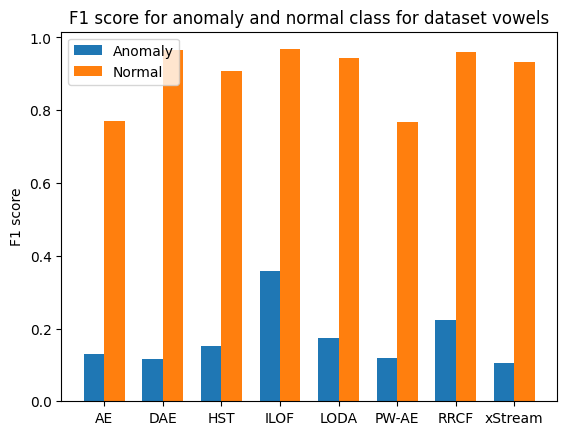 F1 score for anomaly and normal class for dataset vowels
Anomaly
Normal
F1 score
1.0
0.8
0.6
0.4
0.2
0.0
AE DAE HST ILOF LODA PW-AE RRCF xStream